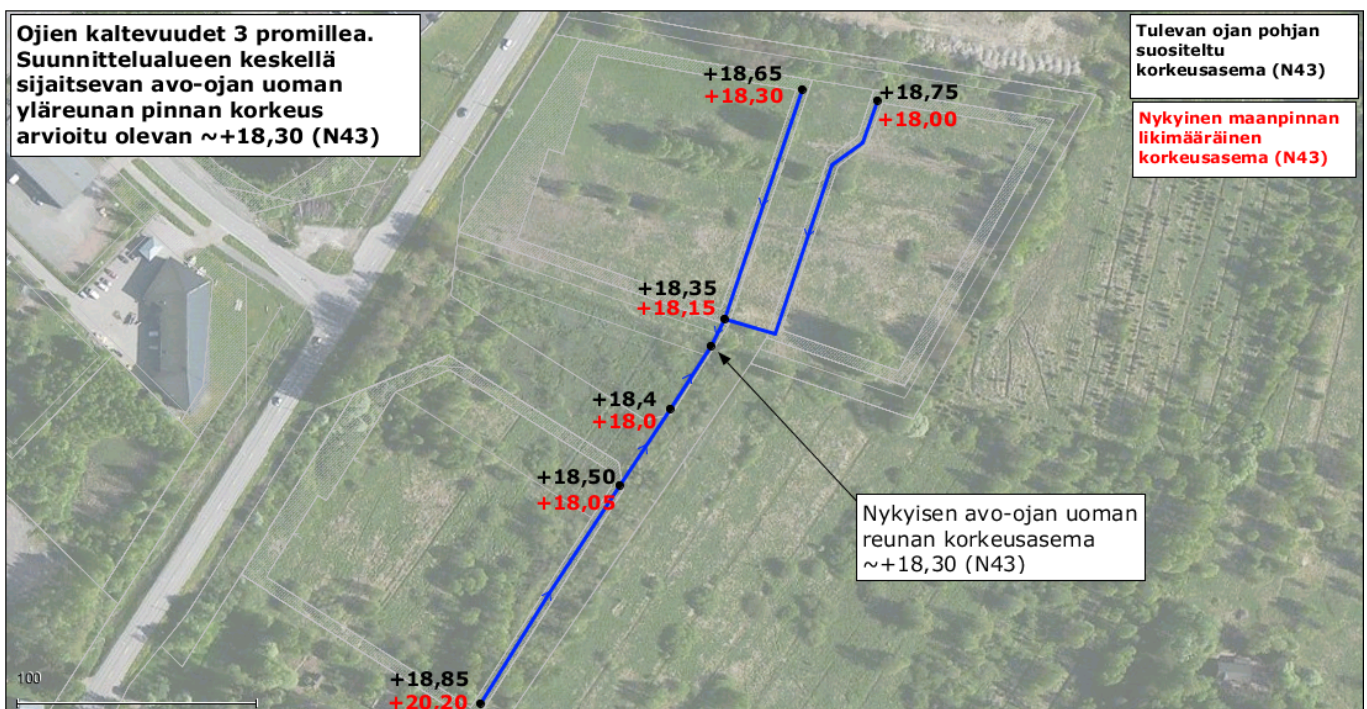 Ojien kaltevuudet 3 promillea.
Suunnittelualueen keskellä
sijaitsevan avo-ojan uoman
yläreunan pinnan korkeus
arvioitu olevan ~+18,30 (N43)
Tulevan ojan pohjan
suositeltu
korkeusasema (N43)
Nykyinen maanpinnan
likimääräinen
korkeusasema (N43)
+18,65
+18,30
+18,75
+18,00
+18,35
+18,15
+18,4
+18,0
+18,50
+18,05
Nykyisen avo-ojan uoman
reunan korkeusasema
~+18,30 (N43)
+18,85
+20,20
100